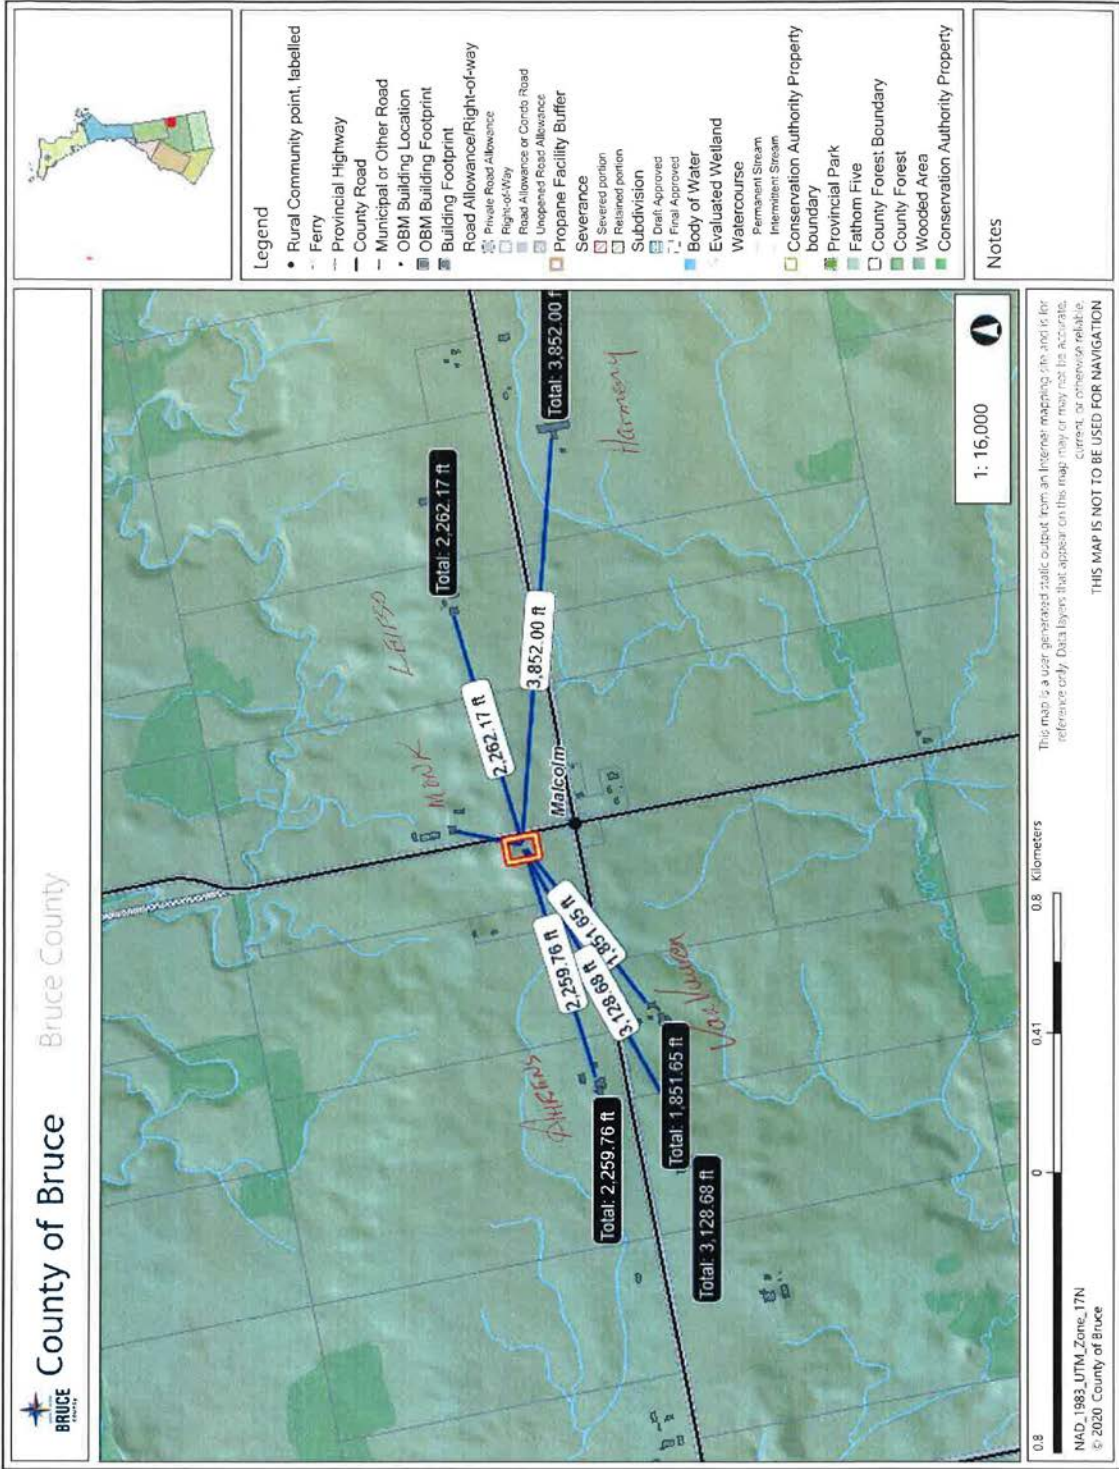 BRUCE
COUNTY
County of Bruce
Bruce County
Legend
Rural Community point, labelled
Ferry
Provincial Highway
County Road
Municipal or Other Road
OBM Building Location
OBM Building Footprint
Building Footprint
Road Allowance/Right-of-way
Private Road Allowance
Right-of-Way
Road Allowance or Condo Road
Unopened Road Allowance
Propane Facility Buffer
Severance
Severed portion
Retained portion
Subdivision
Draft Approved
Final Approved
Body of Water
Evaluated Wetland
Watercourse
Permanent Stream
Intermittent Stream
Conservation Authority Property
boundary
Provincial Park
Fathom Five
County Forest Boundary
County Forest
Wooded Area
Conservation Authority Property
Notes
MONK
Total: 2,262.17 ft
2,262.17 ft
Total: 3,852.00 f
3,852.00 ft
Harmony
Malcolm
AHRENS
2,259.76 ft
Total: 2,259.76 ft
1,851.65 ft
3,128.68 ft
Total: 1,851.65 ft
Total: 3,128.68 ft
1: 16,000
0.8
0
0.41
0.8
Kilometers
NAD_1983_UTM_Zone_17N
© 2020 County of Bruce
This map is a user generated static output from an Internet mapping site and is for
reference only. Data layers that appear on this map may or may not be accurate,
current, or otherwise reliable.
THIS MAP IS NOT TO BE USED FOR NAVIGATION